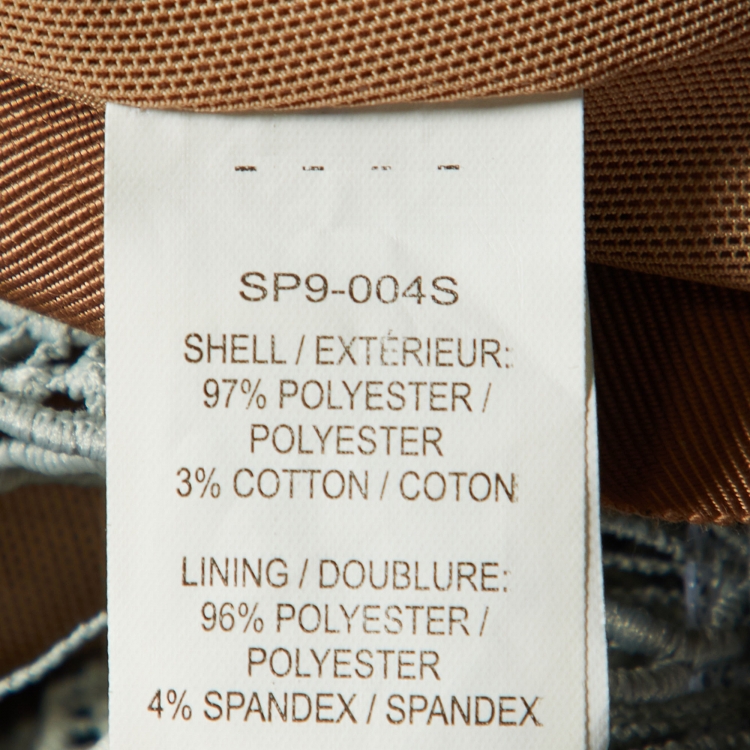 SP9-004S
SHELL / EXTÉRIEUR:
97% POLYESTER /
POLYESTER
3% COTTON / COTON
LINING / DOUBLURE:
96% POLYESTER /
POLYESTER
4% SPANDEX / SPANDEX